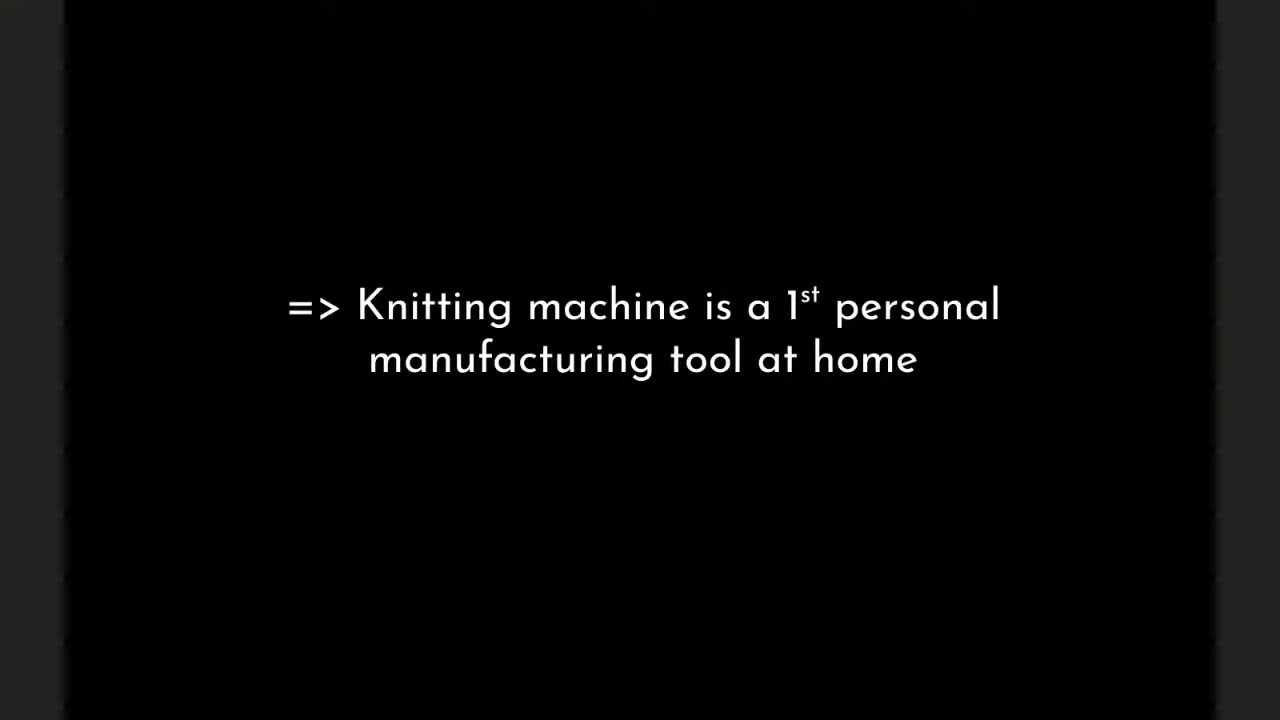 => Knitting machine is a 1st personal
manufacturing tool at home